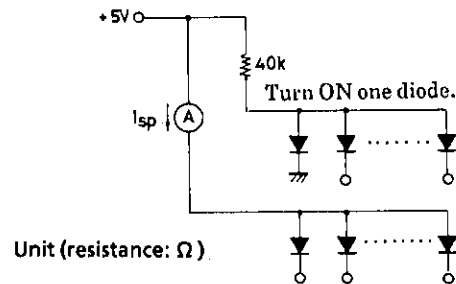 +5V
40k
Turn ON one diode.
Isp
A
Unit (resistance: Ω)